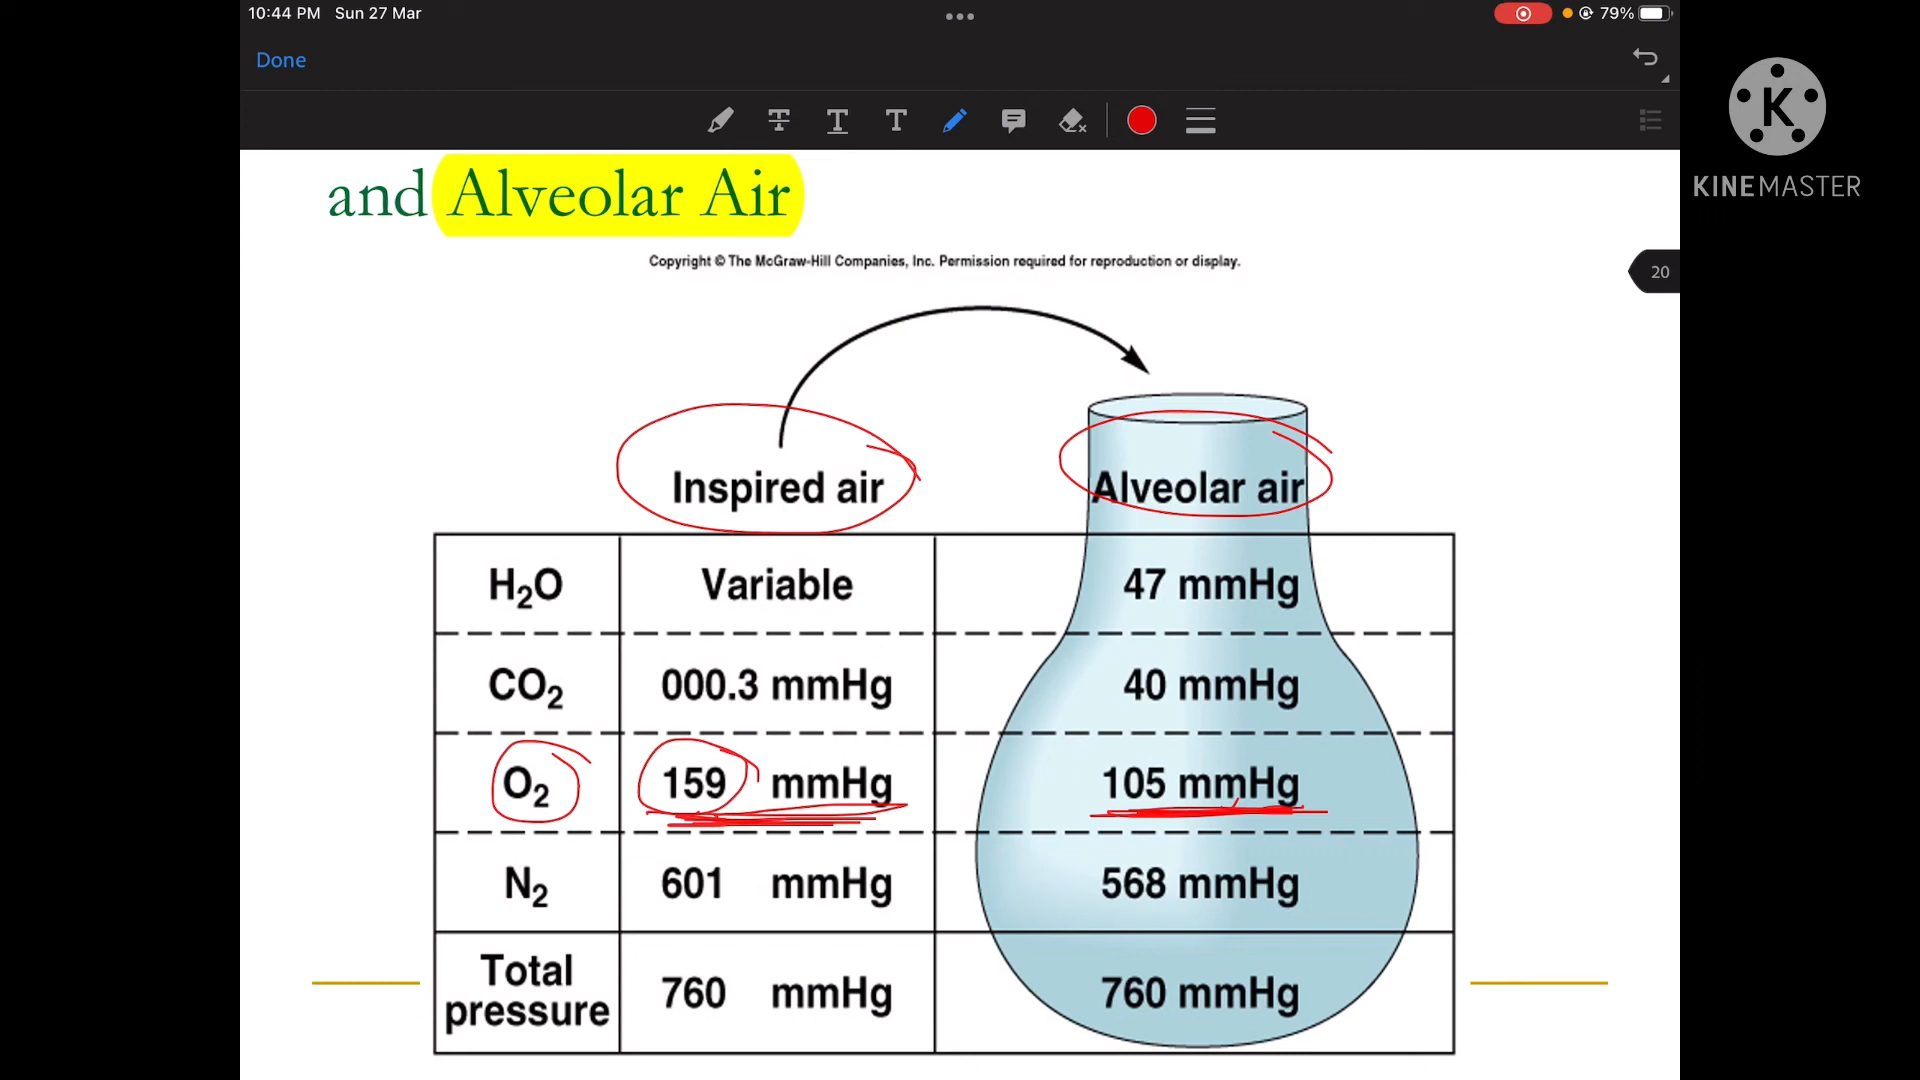 10:44 PM Sun 27 Mar
79%
Done
T T T
K
KINEMASTER
and Alveolar Air
Copyright © The McGraw-Hill Companies, Inc. Permission required for reproduction or display.
20
Inspired air Alveolar air
H₂O Variable 47 mmHg
CO₂ 000.3 mmHg 40 mmHg
O₂ 159 mmHg 105 mmHg
N₂ 601 mmHg 568 mmHg
Total
pressure 760 mmHg 760 mmHg